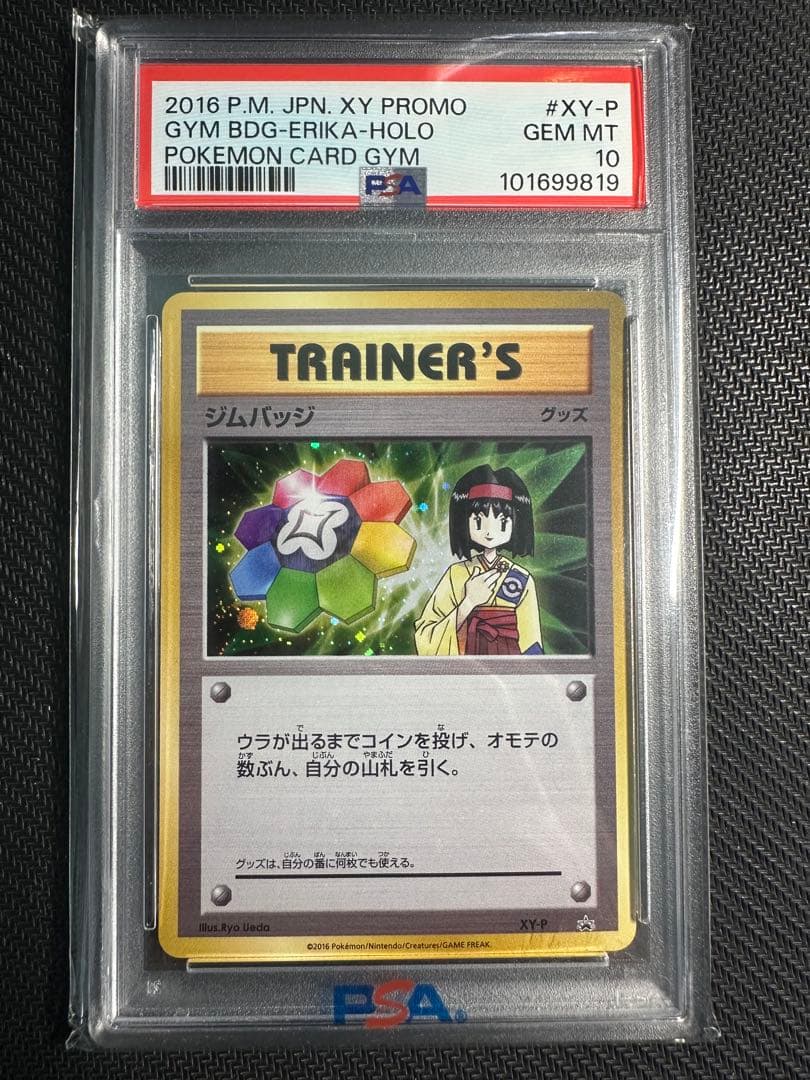 2016 P.M. JPN. XY PROMO #XY-P
GYM BDG-ERIKA-HOLO GEM MT
POKEMON CARD GYM 10
PSA 101699819
TRAINER'S
ジムバッジ グッズ
ウラが出るまでコインを投げ、オモテの
数ぶん、自分の山札を引く。
グッズは、自分の番に何枚でも使える。
Illus.Ryo Ueda XY-P
©2016 Pokémon/Nintendo/Creatures/GAME FREAK.
PSA®